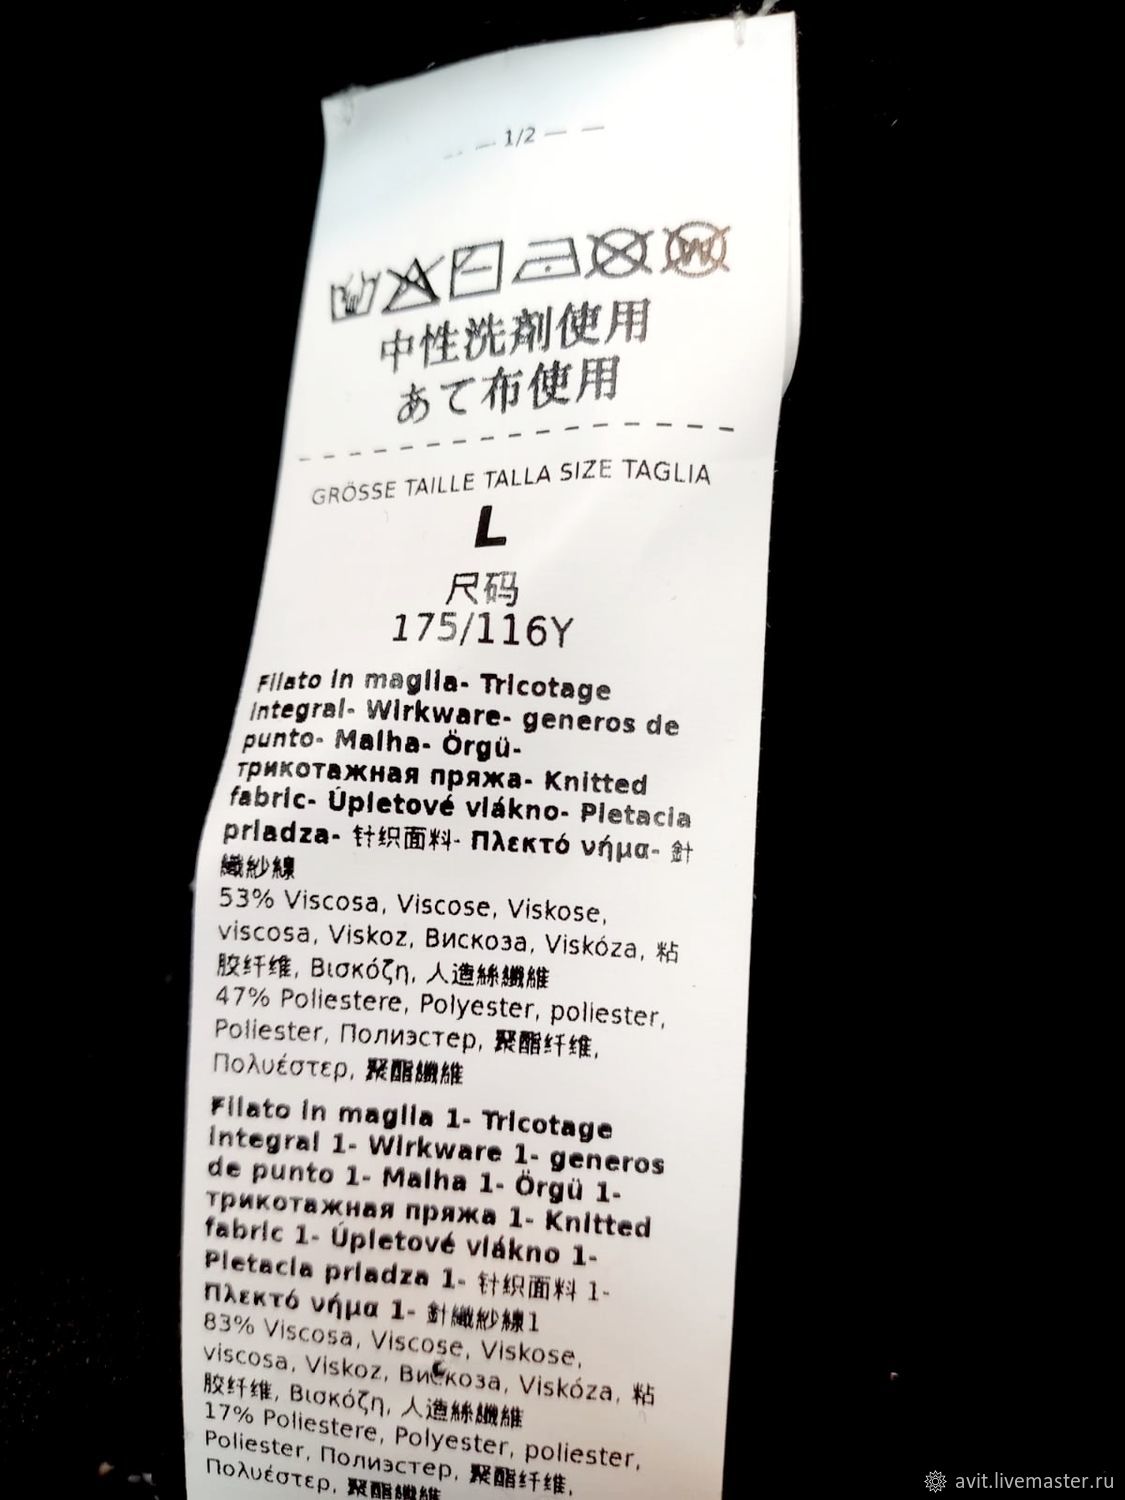 1/2
中性洗剤使用
あて布使用
GRÖSSE TAILLE TALLA SIZE TAGLIA
L
尺码
175/116Y
Filato in maglia- Tricotage
integral- Wirkware- generos de
punto- Malha- Örgü-
трикотажная пряжа- Knitted
fabric- Úpletové vlákno- Pletacia
priadza- 针织面料- Πλεκτό νήμα- 針
織紗線
53% Viscosa, Viscose, Viskose,
viscosa, Viskoz, Вискоза, Viskóza, 粘
胶纤维, Βισκόζη, 人造絲纖維
47% Poliestere, Polyester, poliester,
Poliester, Полиэстер, 聚酯纤维,
Πολυέστερ, 聚酯纖維
Filato in maglia 1- Tricotage
integral 1- Wirkware 1- generos
de punto 1- Malha 1- Örgü 1-
трикотажная пряжа 1- Knitted
fabric 1- Úpletové vlákno 1-
Pletacia priadza 1- 针织面料 1-
Πλεκτό νήμα 1- 針織紗線1
83% Viscosa, Viscose, Viskose,
viscosa, Viskoz, Вискоза, Viskóza, 粘
胶纤维, Βισκόζη, 人造絲纖維
17% Poliestere, Polyester, poliester,
Poliester, Полиэстер, 聚酯纤维,
Πολυέστερ, 聚酯纖維
avit.livemaster.ru